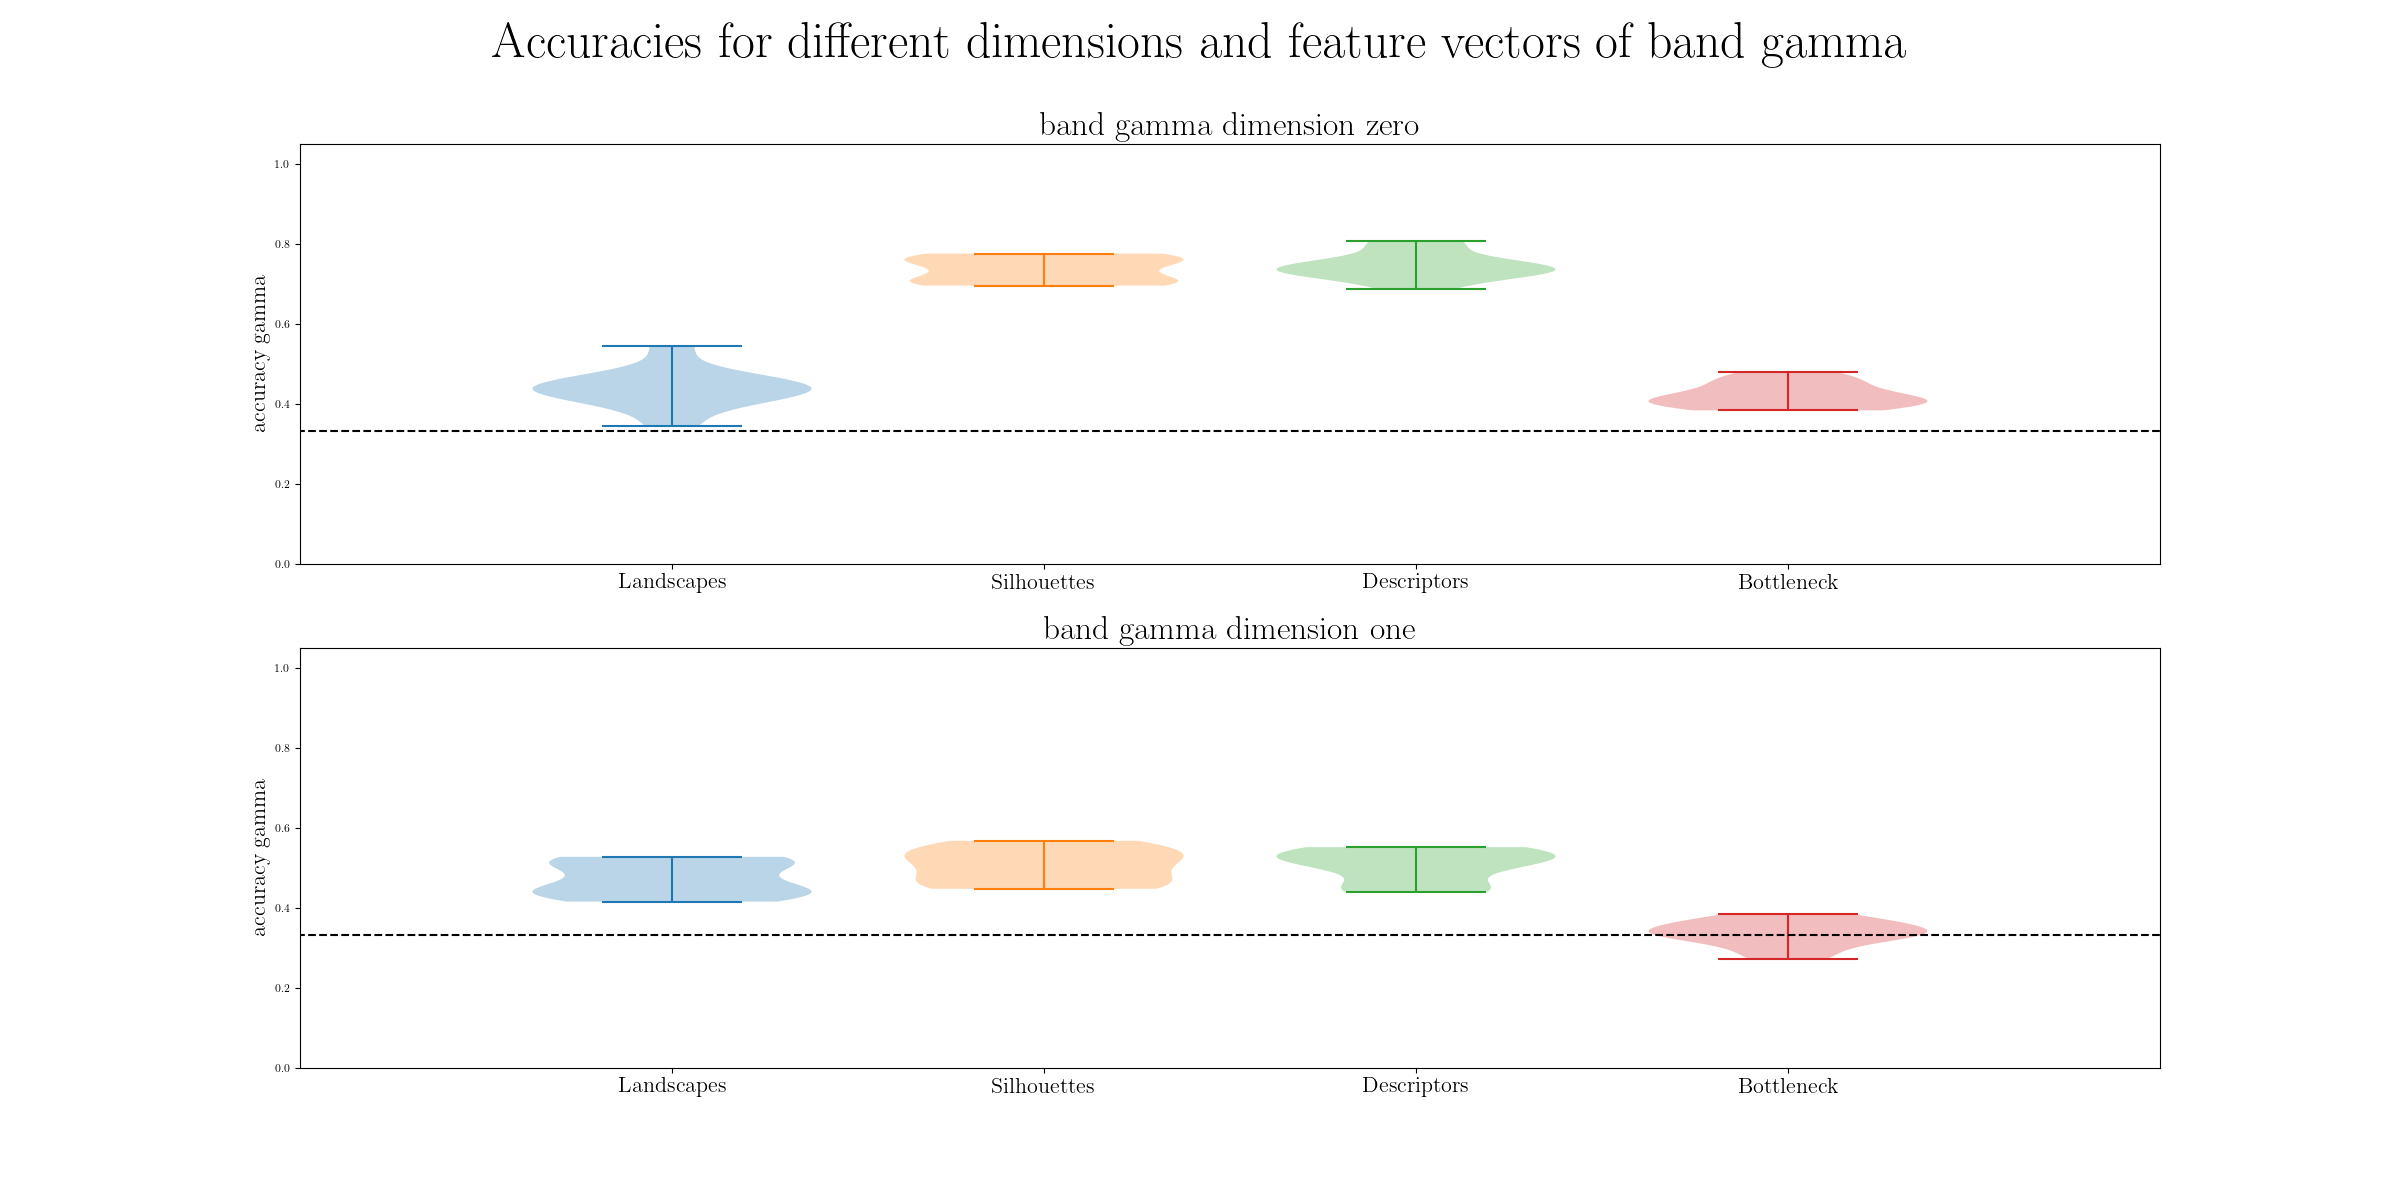 Accuracies for different dimensions and feature vectors of band gamma
band gamma dimension zero
1.0
0.8
0.6
0.4
0.2
0.0
accuracy gamma
Landscapes Silhouettes Descriptors Bottleneck
band gamma dimension one
1.0
0.8
0.6
0.4
0.2
0.0
accuracy gamma
Landscapes Silhouettes Descriptors Bottleneck